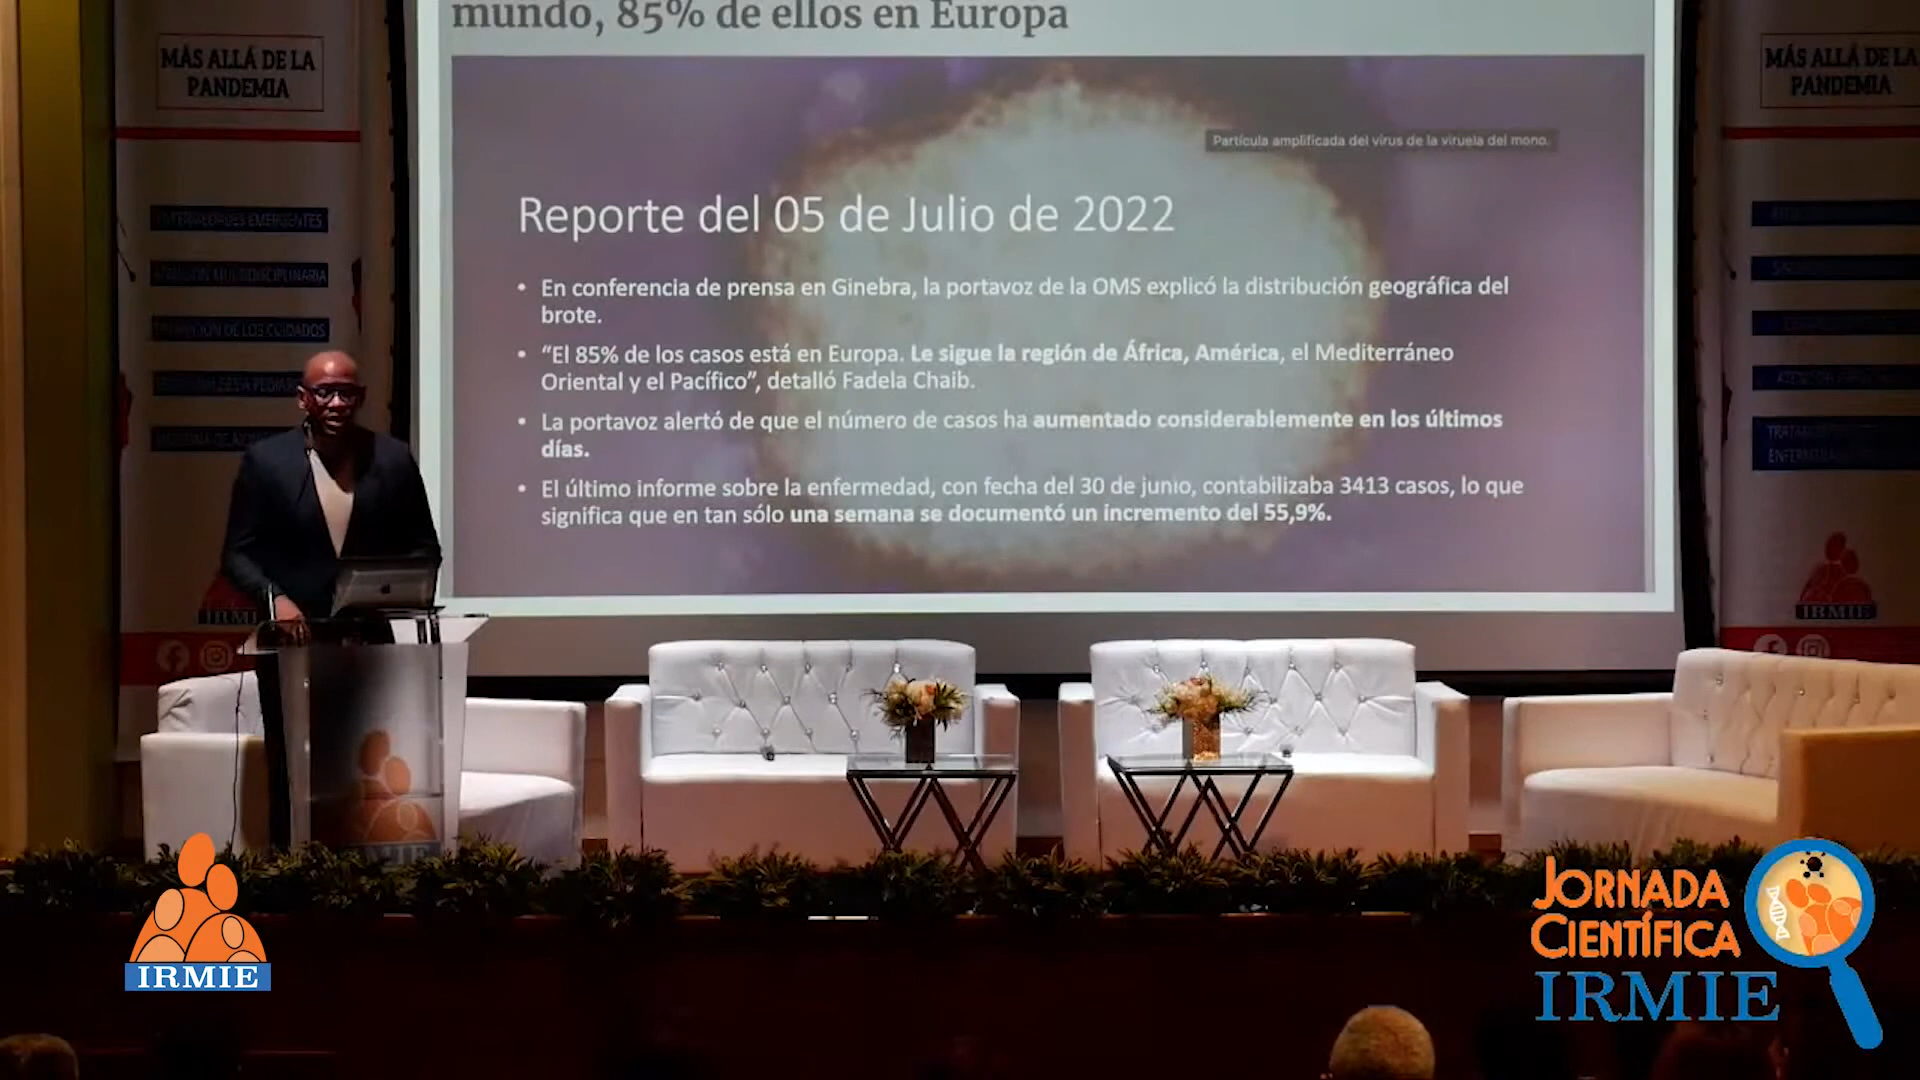 mundo, 85% de ellos en Europa
MÁS ALLÁ DE LA
PANDEMIA
MÁS ALLÁ DE LA
PANDEMIA
Partícula amplificada del virus de la viruela del mono.
Reporte del 05 de Julio de 2022
• En conferencia de prensa en Ginebra, la portavoz de la OMS explicó la distribución geográfica del
brote.
• “El 85% de los casos está en Europa. Le sigue la región de África, América, el Mediterráneo
Oriental y el Pacífico”, detalló Fadela Chaib.
• La portavoz alertó de que el número de casos ha aumentado considerablemente en los últimos
días.
• El último informe sobre la enfermedad, con fecha del 30 de junio, contabilizaba 3413 casos, lo que
significa que en tan sólo una semana se documentó un incremento del 55,9%.
IRMIE
IRMIE
IRMIE
JORNADA
CIENTÍFICA
IRMIE